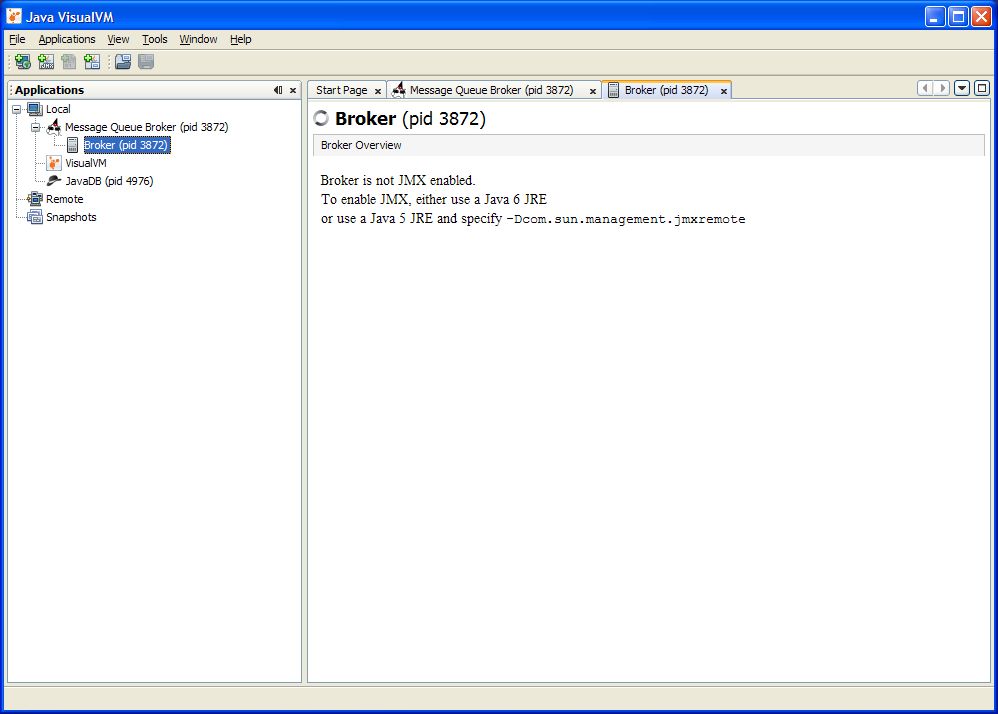 Java VisualVM
File Applications View Tools Window Help
Applications
Local
Message Queue Broker (pid 3872)
Broker (pid 3872)
VisualVM
JavaDB (pid 4976)
Remote
Snapshots
Start Page Message Queue Broker (pid 3872) Broker (pid 3872)
Broker (pid 3872)
Broker Overview
Broker is not JMX enabled.
To enable JMX, either use a Java 6 JRE
or use a Java 5 JRE and specify -Dcom.sun.management.jmxremote